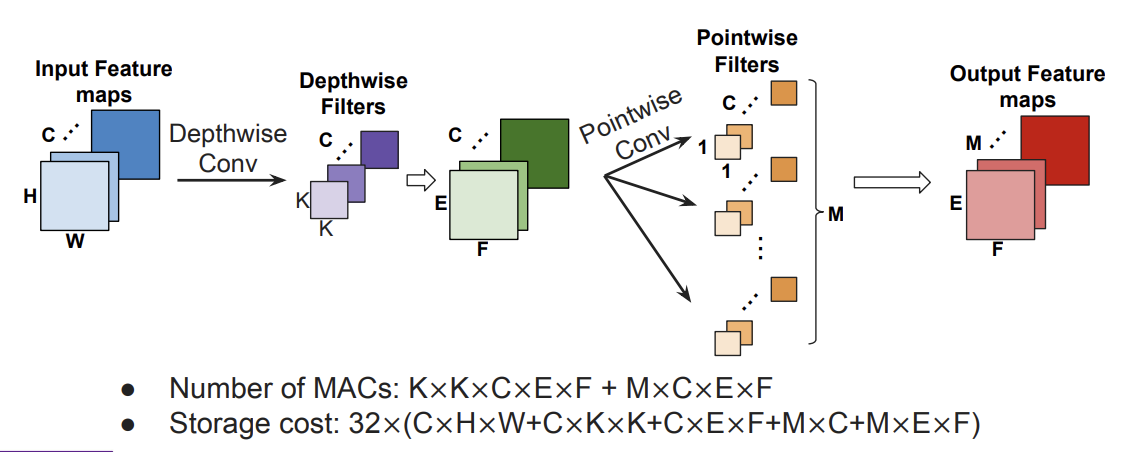 Input Feature
maps
C
H
W
Depthwise
Conv
Depthwise
Filters
C
K
K
C
E
F
Pointwise
Conv
Pointwise
Filters
C
1
1
M
Output Feature
maps
M
E
F
● Number of MACs: K×K×C×E×F + M×C×E×F
● Storage cost: 32×(C×H×W+C×K×K+C×E×F+M×C+M×E×F)